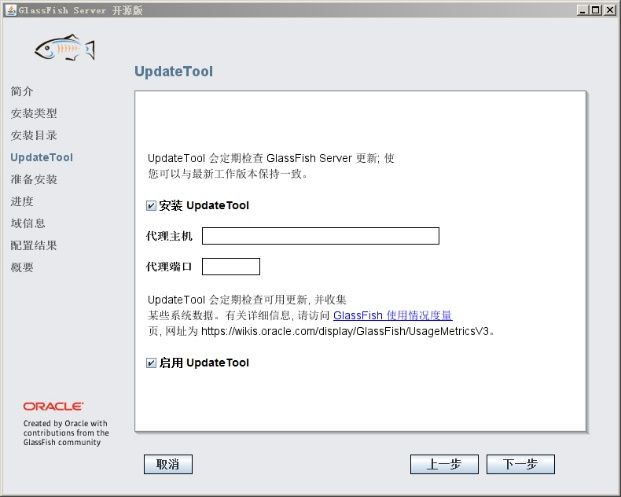 GlassFish Server 开源版
UpdateTool
简介
安装类型
安装目录
UpdateTool
准备安装
进度
域信息
配置结果
概要
UpdateTool 会定期检查 GlassFish Server 更新; 使
您可以与最新工作版本保持一致。
安装 UpdateTool
代理主机
代理端口
UpdateTool 会定期检查可用更新, 并收集
某些系统数据。有关详细信息, 请访问 GlassFish 使用情况度量
页, 网址为 https://wikis.oracle.com/display/GlassFish/UsageMetricsV3。
启用 UpdateTool
ORACLE
Created by Oracle with
contributions from the
GlassFish community
取消
上一步
下一步